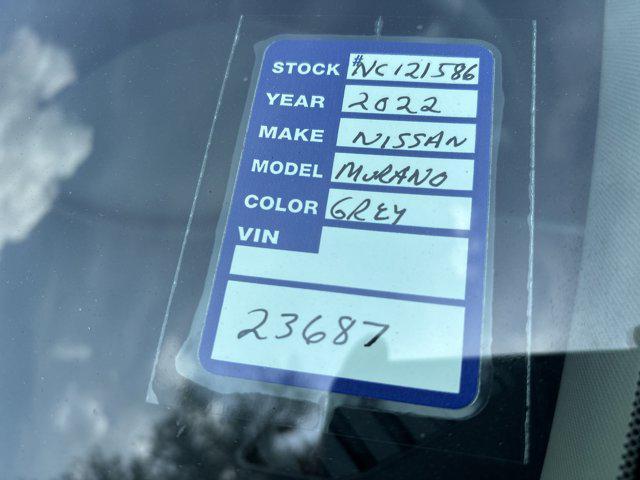 STOCK # NC121586
YEAR 2022
MAKE NISSAN
MODEL MURANO
COLOR GREY
VIN
23687